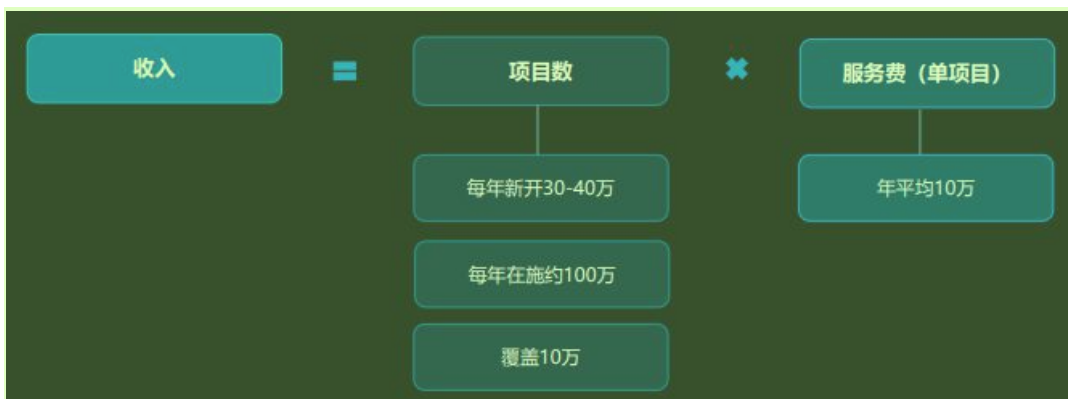 收入
=
项目数
×
服务费（单项目）
每年新开30-40万
年平均10万
每年在施约100万
覆盖10万